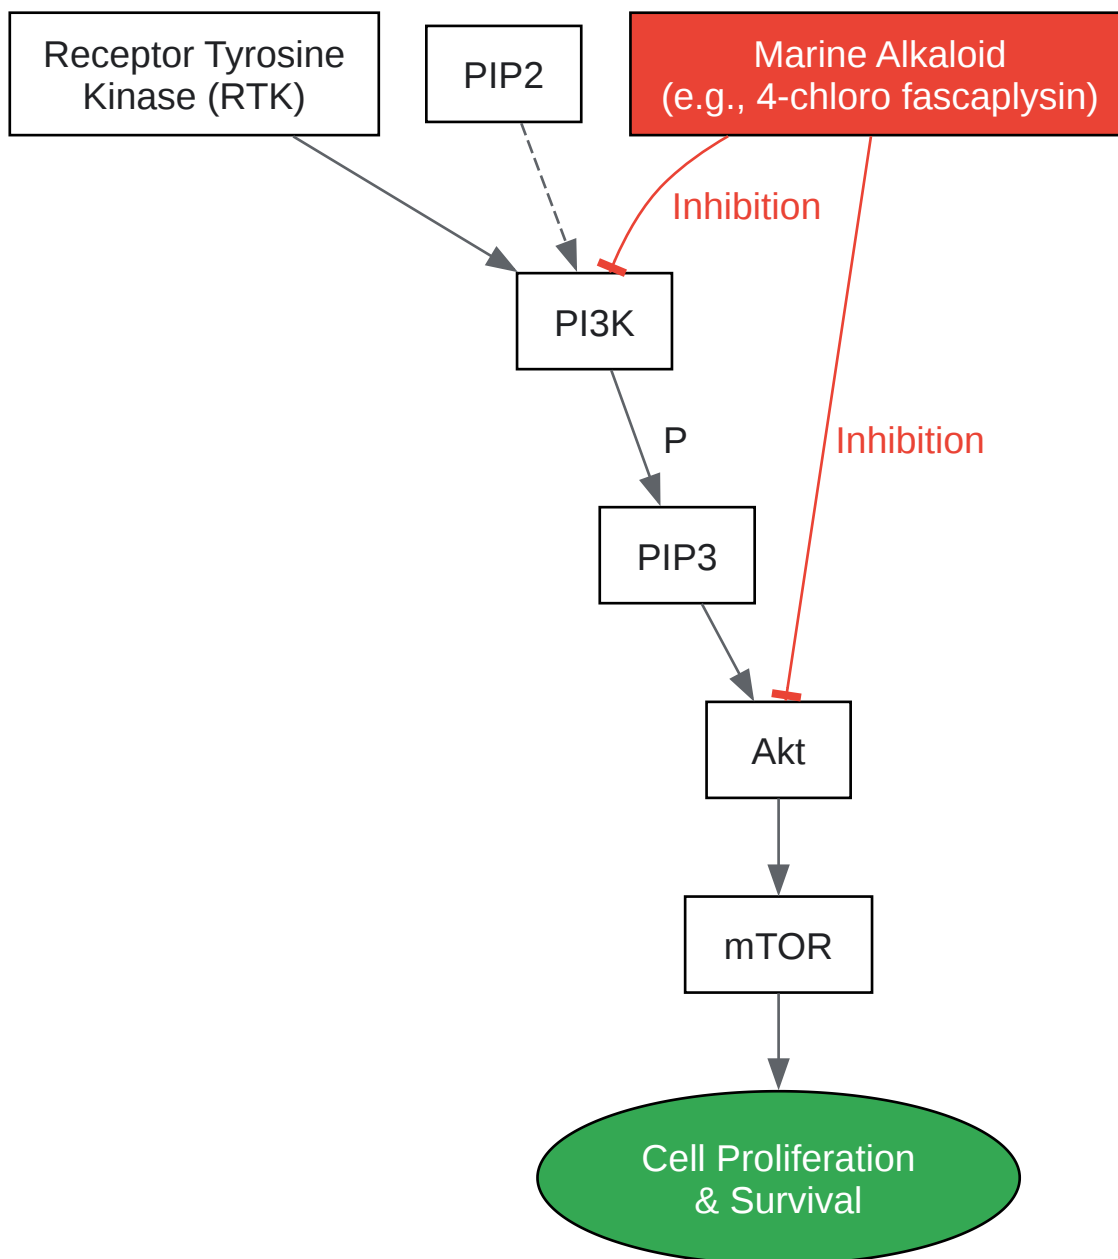 Receptor Tyrosine
Kinase (RTK)
PIP2
Marine Alkaloid
(e.g., 4-chloro fascaplysin)
Inhibition
PI3K
P
Inhibition
PIP3
Akt
mTOR
Cell Proliferation
& Survival